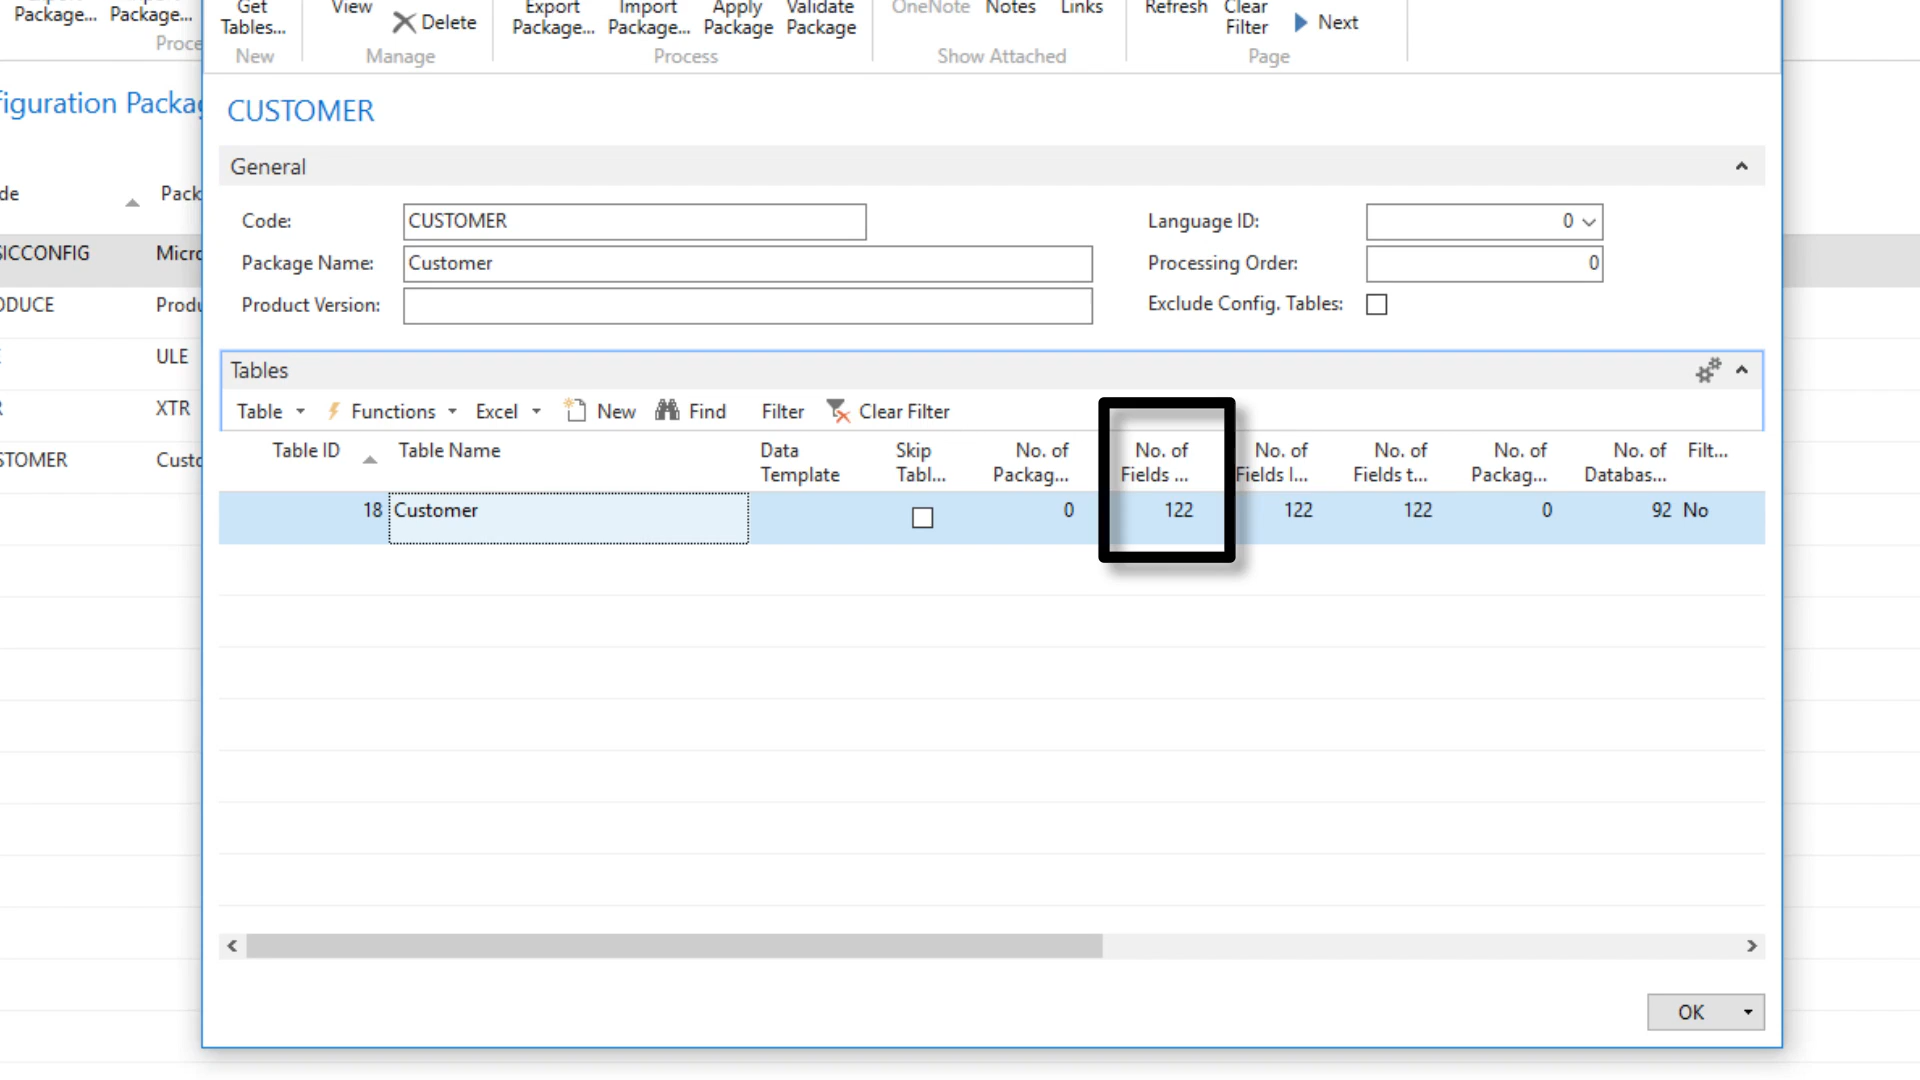 Package...
Package...
Proce
Get
Tables...
New
View
Delete
Manage
Export
Package...
Import
Package...
Apply
Package
Validate
Package
Process
OneNote
Notes
Links
Show Attached
Refresh
Clear
Filter
Next
Page
figuration Packag
CUSTOMER
General
Code:
CUSTOMER
Language ID:
0
Package Name:
Customer
Processing Order:
0
Product Version:
Exclude Config. Tables:
de
Pack
SICCONFIG
Micro
ODUCE
Produ
ULE
XTR
STOMER
Custo
Tables
Table
Functions
Excel
New
Find
Filter
Clear Filter
Table ID
Table Name
Data
Template
Skip
Tabl...
No. of
Packag...
No. of
Fields ...
No. of
Fields I...
No. of
Fields t...
No. of
Packag...
No. of
Databas...
Filt...
18 Customer 0 122 122 122 0 92 No
OK